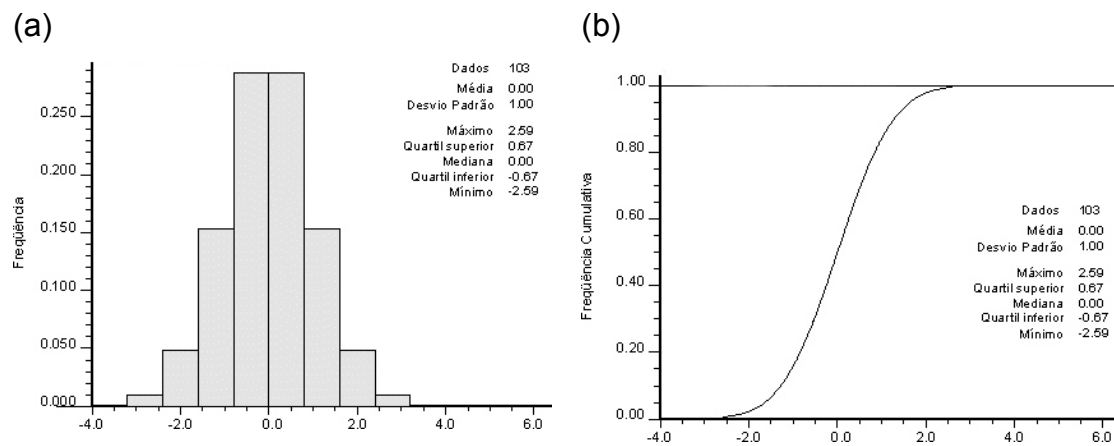 (a)
Dados 103
Média 0.00
Desvio Padrão 1.00
Máximo 2.59
Quartil superior 0.67
Mediana 0.00
Quartil inferior -0.67
Mínimo -2.59
Freqüência
0.250
0.200
0.150
0.100
0.050
0.000
-4.0 -2.0 0.0 2.0 4.0 6.0
(b)
Dados 103
Média 0.00
Desvio Padrão 1.00
Máximo 2.59
Quartil superior 0.67
Mediana 0.00
Quartil inferior -0.67
Mínimo -2.59
Freqüência Cumulativa
1.00
0.80
0.60
0.40
0.20
0.00
-4.0 -2.0 0.0 2.0 4.0 6.0